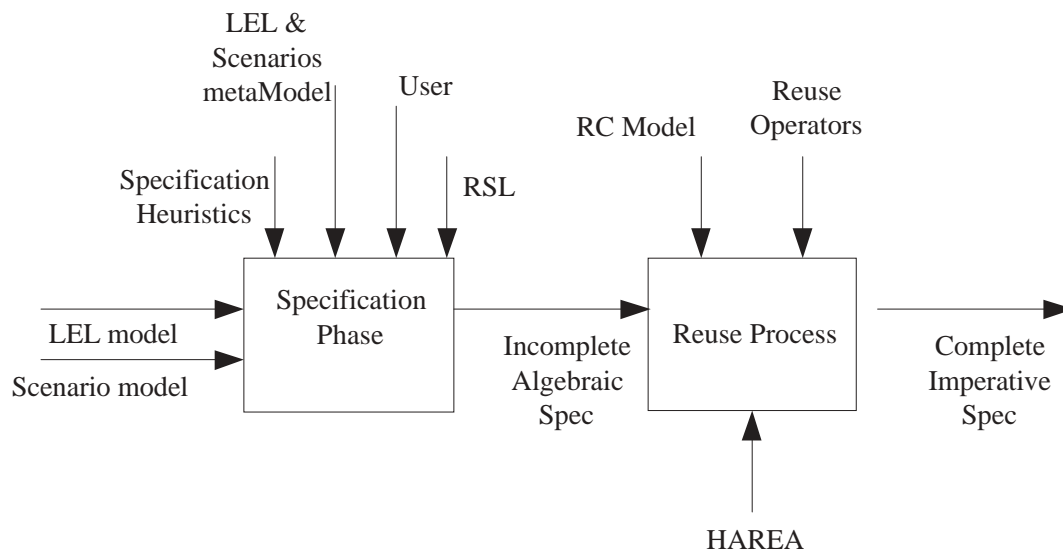 LEL &
Scenarios
metaModel
User
Specification
Heuristics
RSL
RC Model
Reuse
Operators
LEL model
Scenario model
Specification
Phase
Incomplete
Algebraic
Spec
Reuse Process
Complete
Imperative
Spec
HAREA